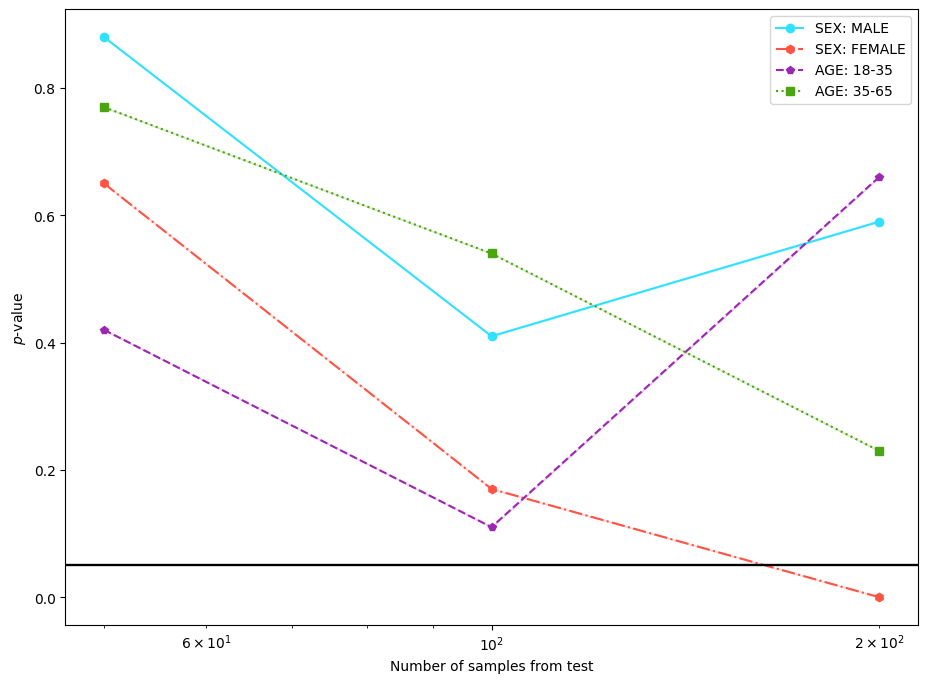 SEX: MALE
SEX: FEMALE
AGE: 18-35
AGE: 35-65
0.8
0.6
0.4
0.2
0.0
p-value
6 × 10¹
10²
2 × 10²
Number of samples from test